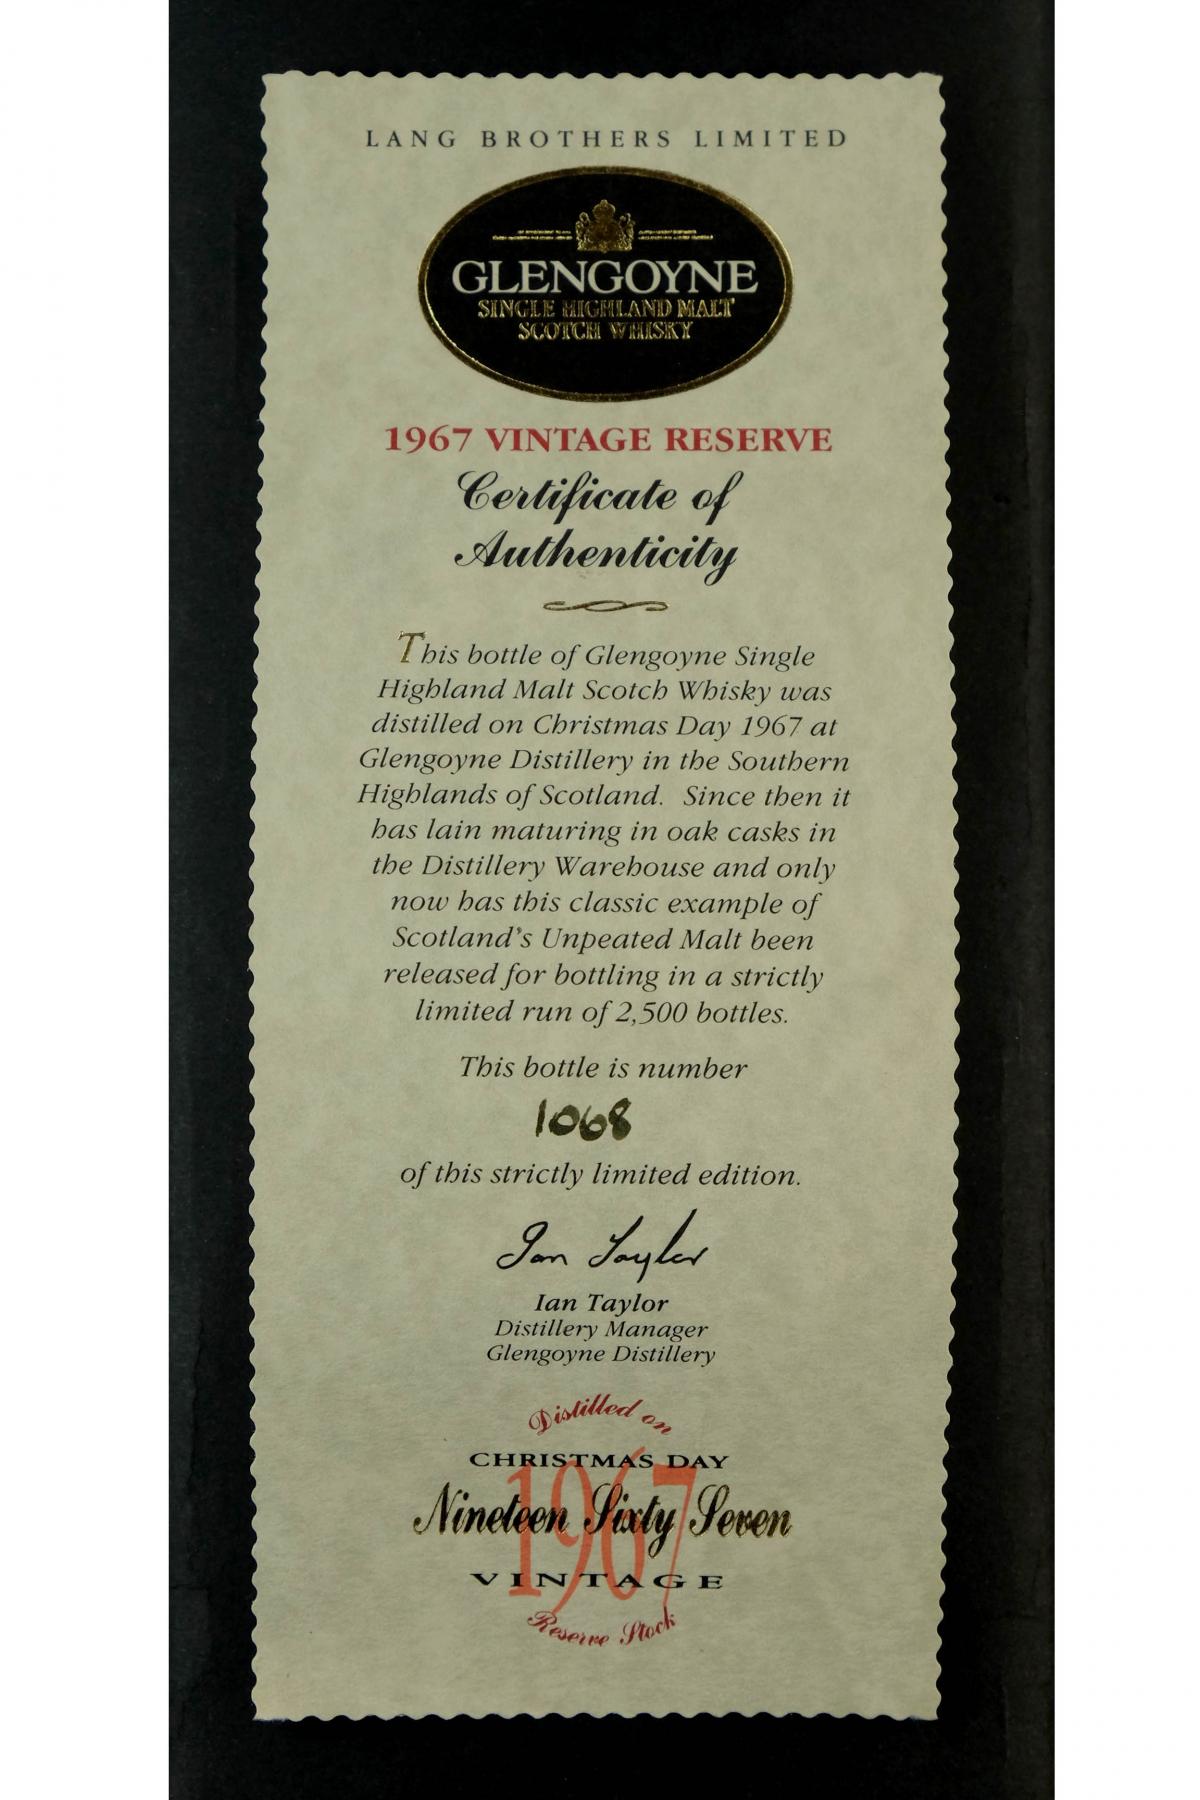 LANG BROTHERS LIMITED
GLENGOYNE
SINGLE HIGHLAND MALT
SCOTCH WHISKY
1967 VINTAGE RESERVE
Certificate of
Authenticity
This bottle of Glengoyne Single
Highland Malt Scotch Whisky was
distilled on Christmas Day 1967 at
Glengoyne Distillery in the Southern
Highlands of Scotland. Since then it
has lain maturing in oak casks in
the Distillery Warehouse and only
now has this classic example of
Scotland's Unpeated Malt been
released for bottling in a strictly
limited run of 2,500 bottles.
This bottle is number
1068
of this strictly limited edition.
Ian Taylor
Ian Taylor
Distillery Manager
Glengoyne Distillery
Distilled on
CHRISTMAS DAY
1967
Nineteen Sixty Seven
VINTAGE
Reserve Stock